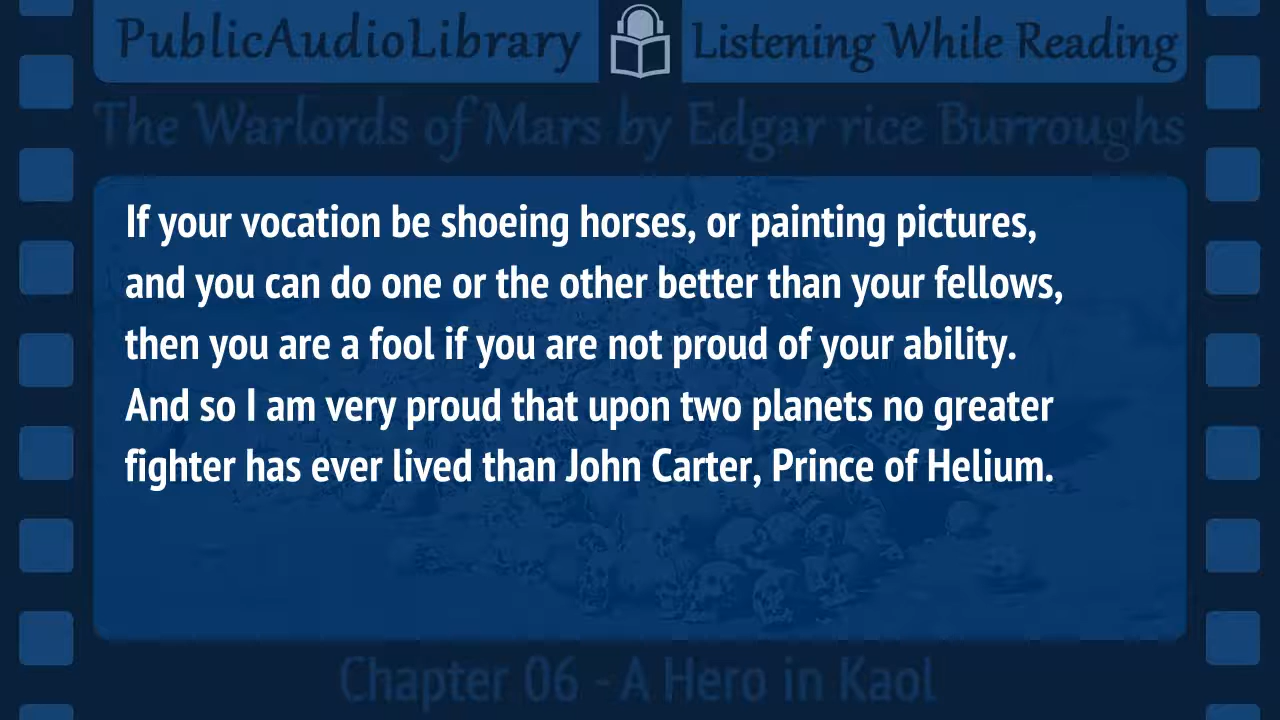 PublicAudioLibrary Listening While Reading
The Warlords of Mars by Edgar rice Burroughs
If your vocation be shoeing horses, or painting pictures,
and you can do one or the other better than your fellows,
then you are a fool if you are not proud of your ability.
And so I am very proud that upon two planets no greater
fighter has ever lived than John Carter, Prince of Helium.
Chapter 06 - A Hero in Kaol